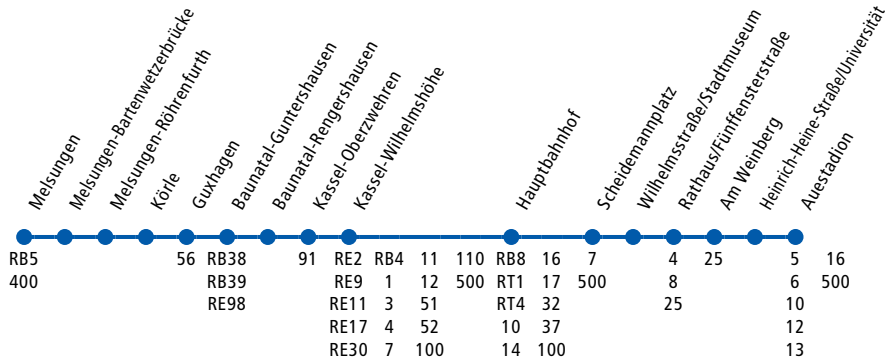 Melsungen
Melsungen-Bartenwetzerbrücke
Melsungen-Röhrenfurth
Körle
Guxhagen
Baunatal-Guntershausen
Baunatal-Rengershausen
Kassel-Oberzwehren
Kassel-Wilhelmshöhe
Hauptbahnhof
Scheidemannplatz
Wilhelmsstraße/Stadtmuseum
Rathaus/Fünffensterstraße
Am Weinberg
Heinrich-Heine-Straße/Universität
Auestadion
RB5 56 RB38 91 RE2 RB4 11 110 RB8 16 7 4 25 5 16
400 RB39 RE9 1 12 500 RT1 17 500 8 6 500
RE98 RE11 3 51 RT4 32 25 10
RE17 4 52 10 37 12
RE30 7 100 14 100 13